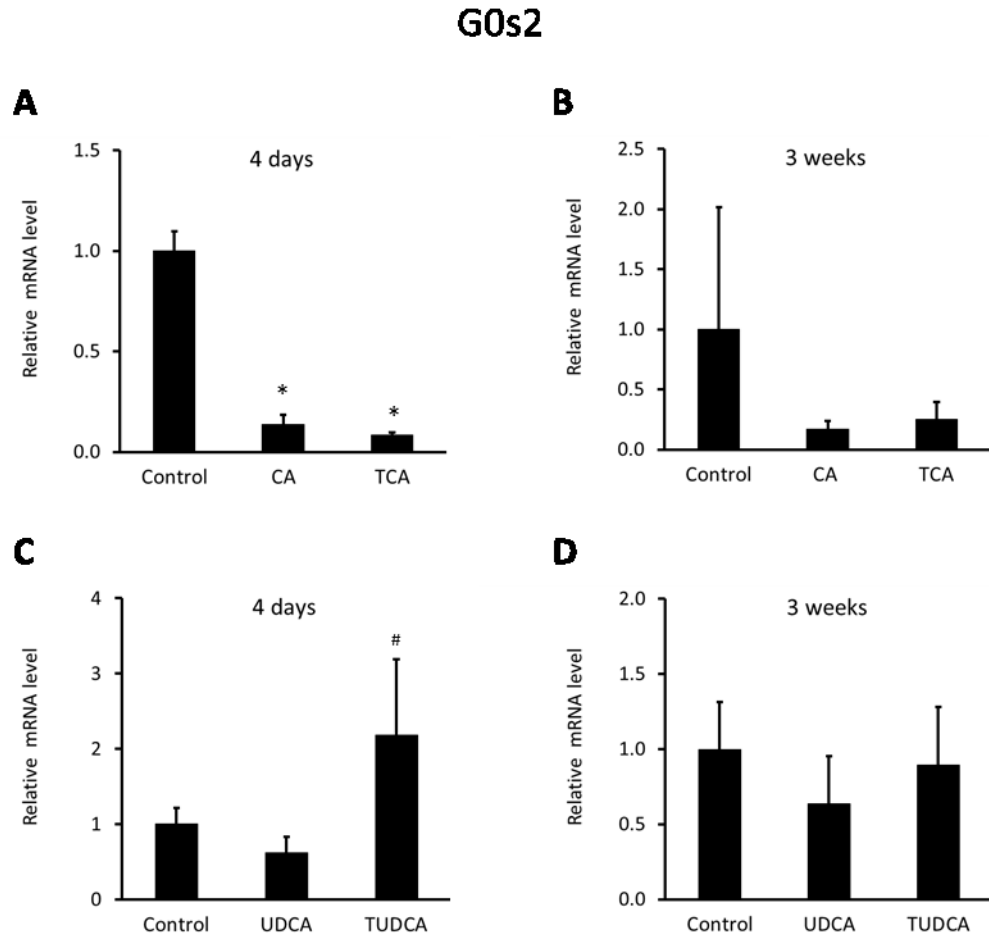 G0s2
A
4 days
Relative mRNA level
1.5
1.0
0.5
0.0
*
*
Control CA TCA
B
3 weeks
Relative mRNA level
2.5
2.0
1.5
1.0
0.5
0.0
Control CA TCA
C
4 days
Relative mRNA level
4
3
2
1
0
#
Control UDCA TUDCA
D
3 weeks
Relative mRNA level
2.0
1.5
1.0
0.5
0.0
Control UDCA TUDCA